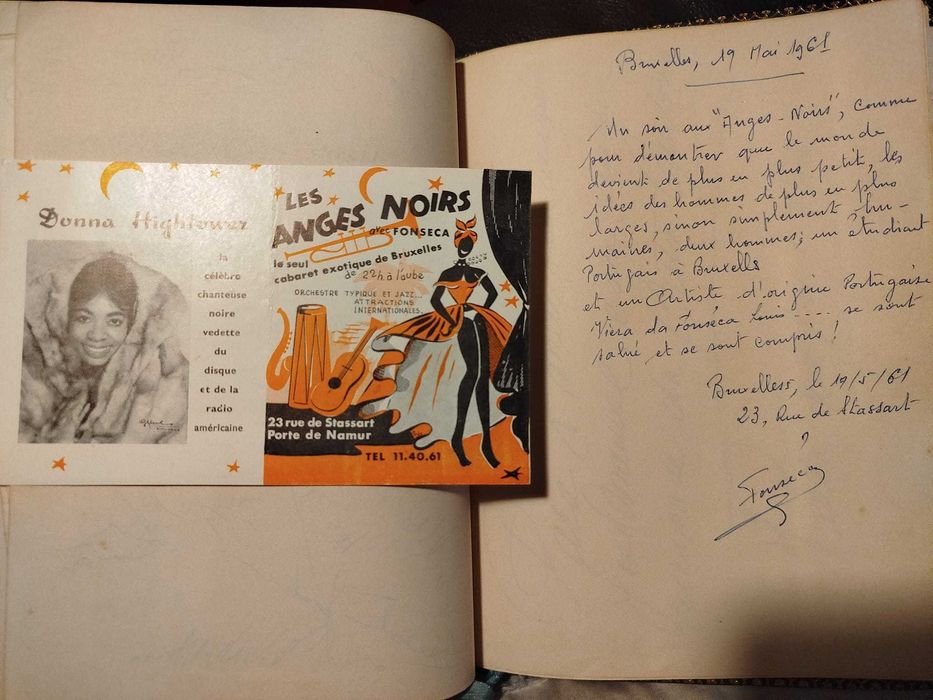 Donna Hightower
la
célèbre
chanteuse
noire
vedette
du
disque
et de la
radio
américaine
LES
ANGES NOIRS
avec FONSECA
le seul
cabaret exotique de Bruxelles
de 22h à l'aube
ORCHESTRE TYPIQUE ET JAZZ...
ATTRACTIONS
INTERNATIONALES.
23 rue de Stassart
Porte de Namur
TEL 11.40.61
Bruxelles, 19 Mai 1961
Un soir aux "Anges-Noirs", comme
pour démontrer que le monde
devient de plus en plus petit, les
idées des hommes de plus en plus
larges, sinon simplement hu-
maines, deux hommes; un étudiant
Portugais à Bruxells
et un Artiste d'origine Portugaise
Vièra da Fonséca Louis .... se sont
salué, et se sont compris!
Bruxelless, le 19/5/61
23, Rue de Stassart
Fonseca